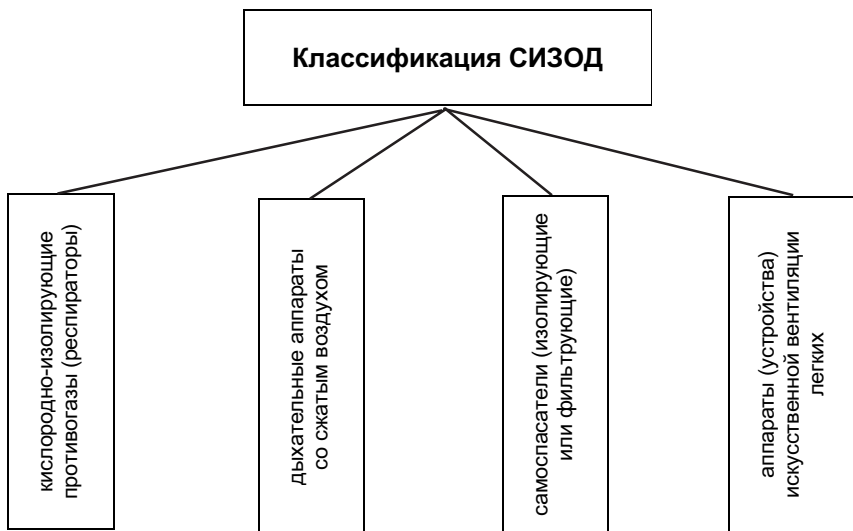 Классификация СИЗОД
кислородно-изолирующие
противогазы (респираторы)
дыхательные аппараты
со сжатым воздухом
самоспасатели (изолирующие
или фильтрующие)
аппараты (устройства)
искусственной вентиляции
легких